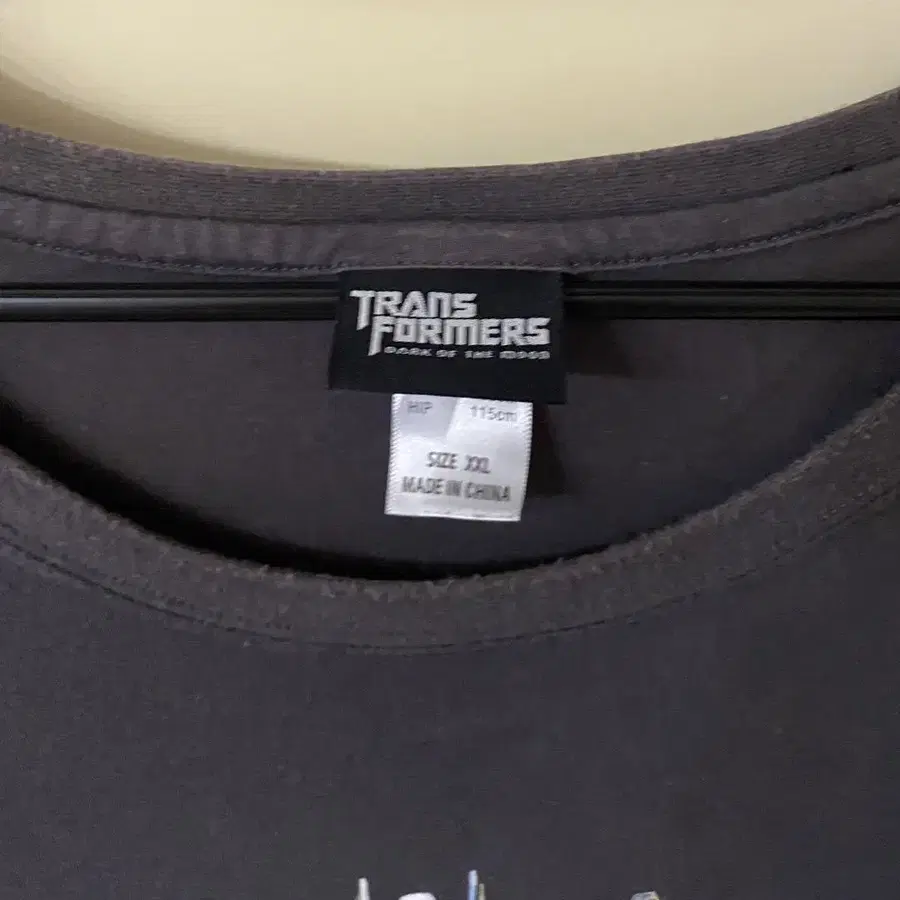 TRANS
FORMERS
DARK OF THE MOON
HIP 115cm
SIZE XXL
MADE IN CHINA